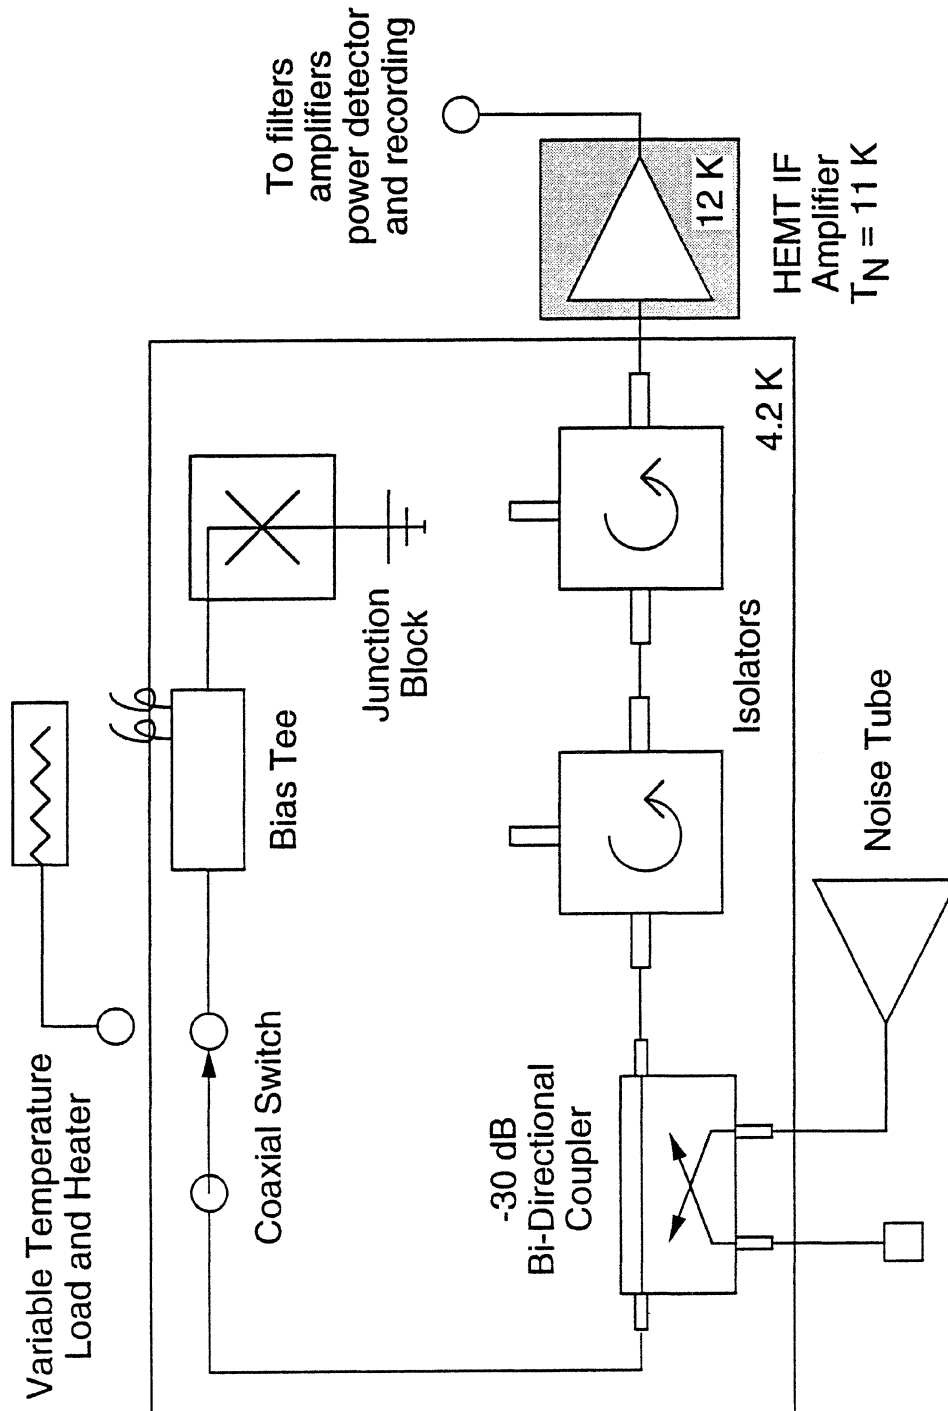 Variable Temperature
Load and Heater
Coaxial Switch
Bias Tee
Junction
Block
To filters
amplifiers
power detector
and recording
12 K
HEMT IF
Amplifier
TN = 11 K
4.2 K
Isolators
-30 dB
Bi-Directional
Coupler
Noise Tube